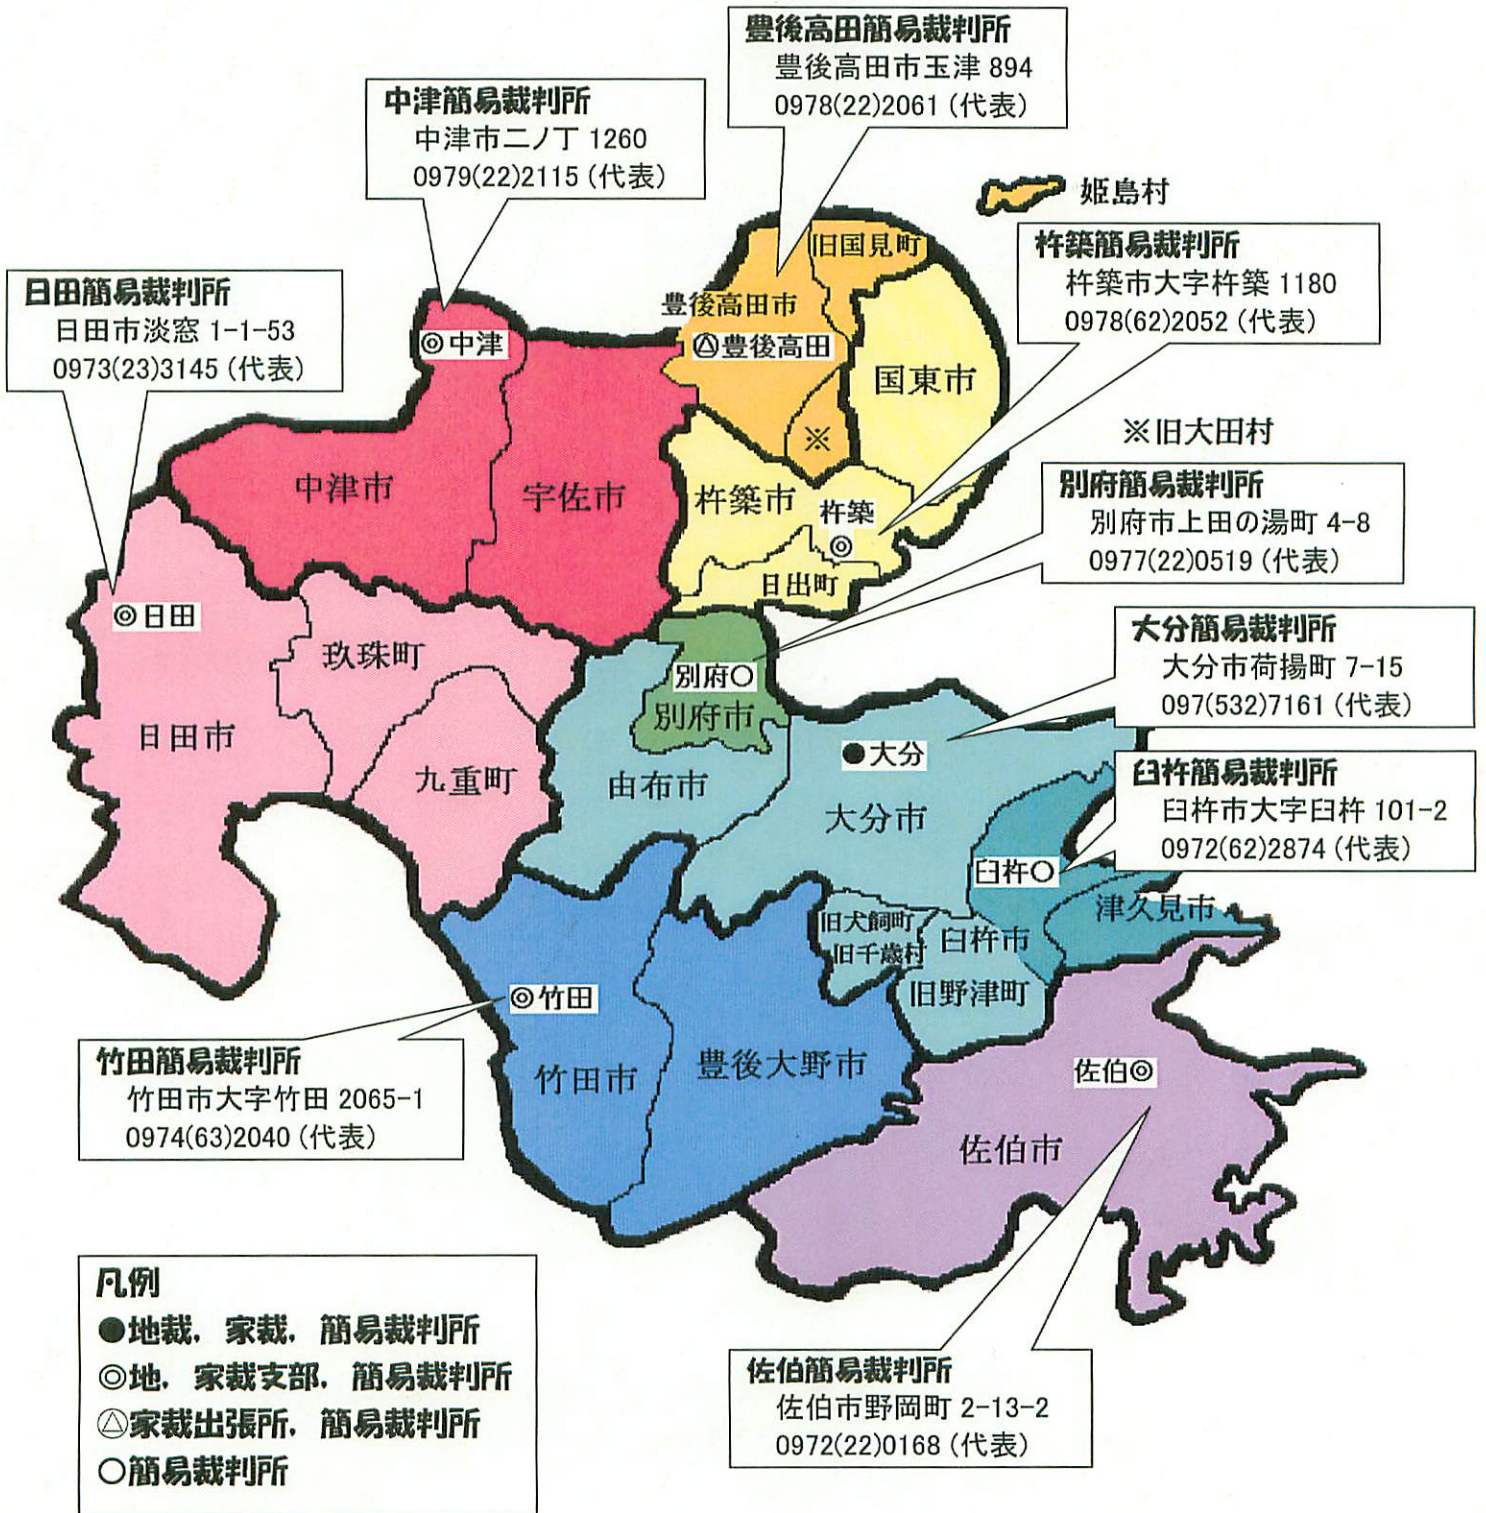 豊後高田簡易裁判所
豊後高田市玉津 894
0978(22)2061 (代表)
中津簡易裁判所
中津市二ノ丁 1260
0979(22)2115 (代表)
姫島村
杵築簡易裁判所
杵築市大字杵築 1180
0978(62)2052 (代表)
日田簡易裁判所
日田市淡窓 1-1-53
0973(23)3145 (代表)
旧国見町
豊後高田市
◎中津
△豊後高田
国東市
※
※旧大田村
中津市
宇佐市
杵築市
杵築
◎
日出町
別府簡易裁判所
別府市上田の湯町 4-8
0977(22)0519 (代表)
◎日田
玖珠町
日田市
九重町
別府○
別府市
由布市
大分簡易裁判所
大分市荷揚町 7-15
097(532)7161 (代表)
●大分
大分市
臼杵簡易裁判所
臼杵市大字臼杵 101-2
0972(62)2874 (代表)
臼杵○
津久見市
旧犬飼町
旧千歳村
臼杵市
旧野津町
◎竹田
竹田市
豊後大野市
竹田簡易裁判所
竹田市大字竹田 2065-1
0974(63)2040 (代表)
佐伯◎
佐伯市
佐伯簡易裁判所
佐伯市野岡町 2-13-2
0972(22)0168 (代表)
凡例
●地裁，家裁，簡易裁判所
◎地，家裁支部，簡易裁判所
△家裁出張所，簡易裁判所
○簡易裁判所